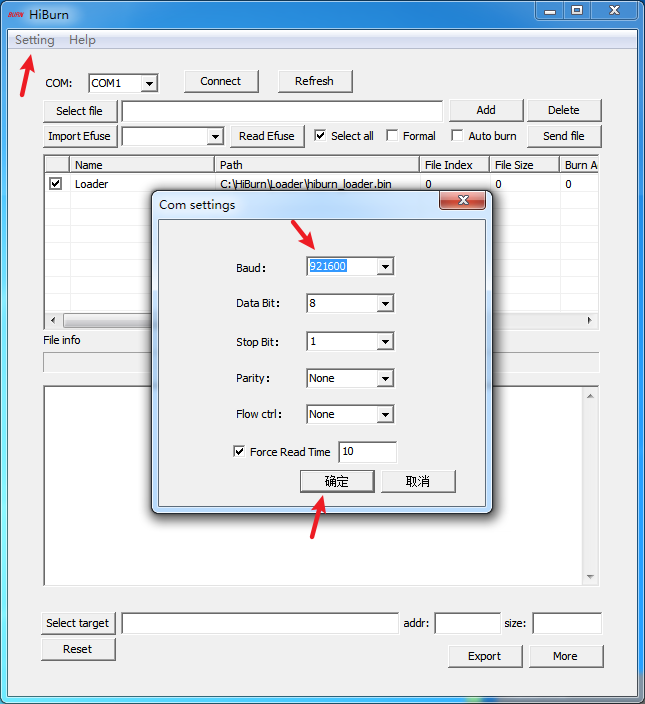 BURN HiBurn
Setting Help
COM: COM1 Connect Refresh
Select file Add Delete
Import Efuse Read Efuse Select all Formal Auto burn Send file
Name Path File Index File Size Burn A
Loader C:\HiBurn\Loader\hiburn_loader.bin 0 0 0
Com settings
Baud: 921600
Data Bit: 8
Stop Bit: 1
Parity: None
Flow ctrl: None
Force Read Time 10
确定 取消
File info
Select target addr: size:
Reset
Export More